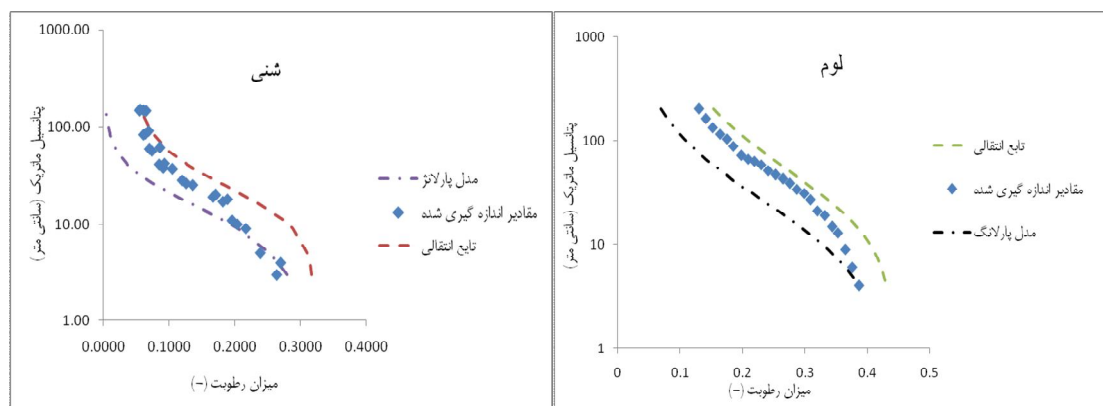 شنی
پتانسیل ماتریک (سانتی متر)
1000.00
100.00
10.00
1.00
0.0000 0.1000 0.2000 0.3000 0.4000
میزان رطوبت (-)
مدل پارلانژ
مقادیر اندازه گیری شده
تابع انتقالی
لوم
پتانسیل ماتریک (سانتی متر)
1000
100
10
1
0 0.1 0.2 0.3 0.4 0.5
میزان رطوبت (-)
تابع انتقالی
مقادیر اندازه گیری شده
مدل پارلانگ